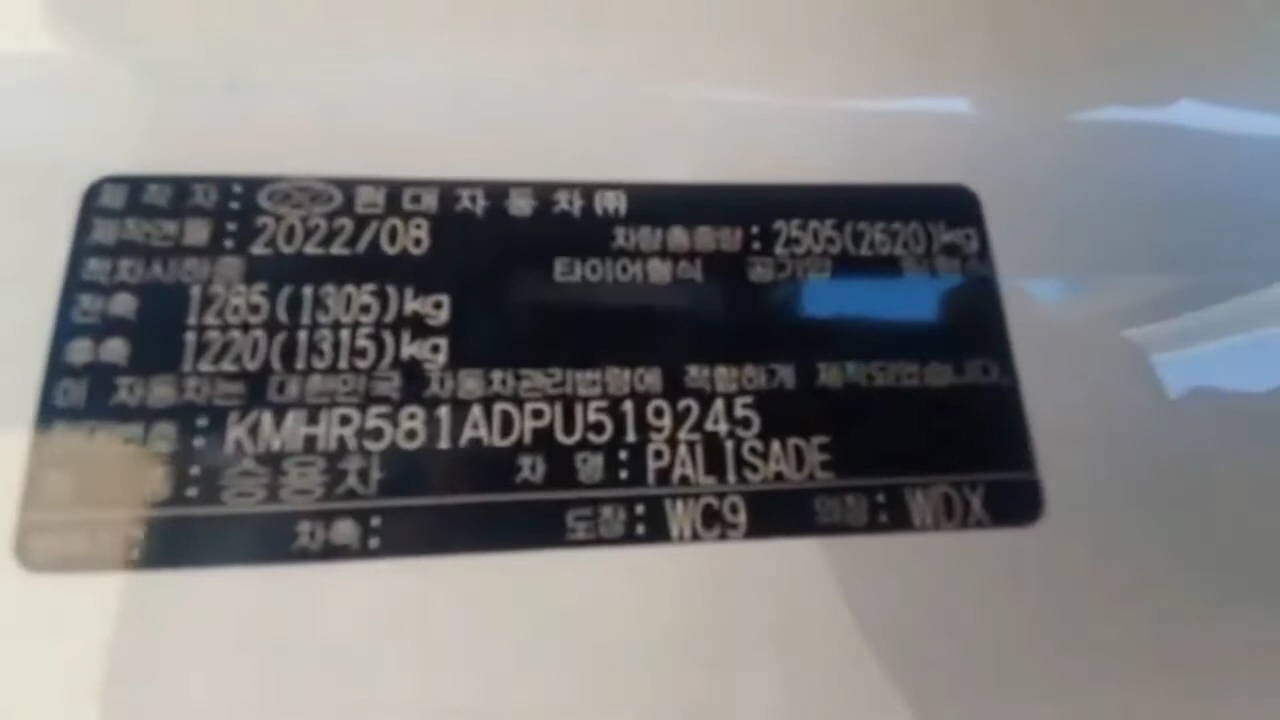 제작자: 현대자동차㈜
제작연월: 2022/08 차량총중량: 2505(2620)kg
적차시하중 타이어형식 공기압
전축 1285(1305)kg
후축 1220(1315)kg
이 자동차는 대한민국 자동차관리법령에 적합하게 제작되었습니다.
: KMHR581ADPU519245
: 승용차 차명: PALISADE
차축: 도장: WC9 의장: WDX